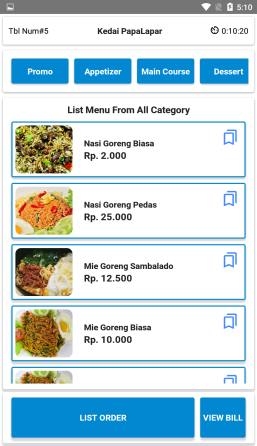 5:10
Tbl Num#5
Kedai PapaLapar
0:10:20
Promo
Appetizer
Main Course
Dessert
List Menu From All Category
Nasi Goreng Biasa
Rp. 2.000
Nasi Goreng Pedas
Rp. 25.000
Mie Goreng Sambalado
Rp. 12.500
Mie Goreng Biasa
Rp. 10.000
LIST ORDER
VIEW BILL